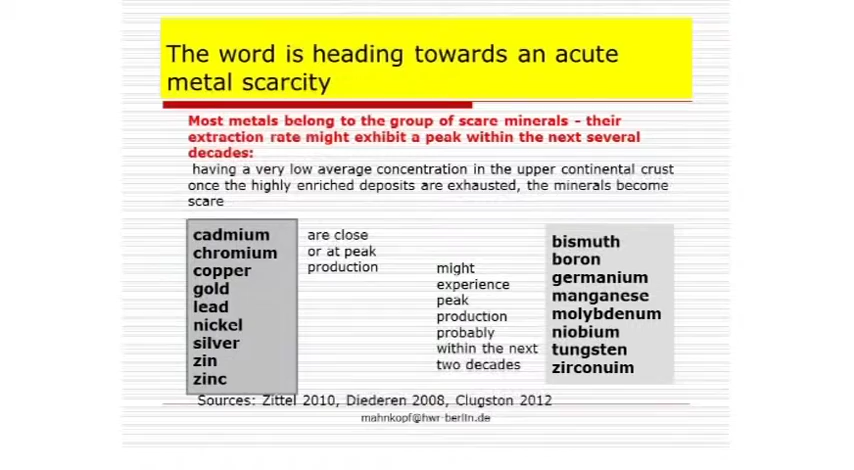 The word is heading towards an acute
metal scarcity
Most metals belong to the group of scare minerals - their
extraction rate might exhibit a peak within the next several
decades:
having a very low average concentration in the upper continental crust
once the highly enriched deposits are exhausted, the minerals become
scare
cadmium
chromium
copper
gold
lead
nickel
silver
zin
zinc
are close
or at peak
production
might
experience
peak
production
probably
within the next
two decades
bismuth
boron
germanium
manganese
molybdenum
niobium
tungsten
zirconuim
Sources: Zittel 2010, Diederen 2008, Clugston 2012
mahnkopf@hwr-berlin.de